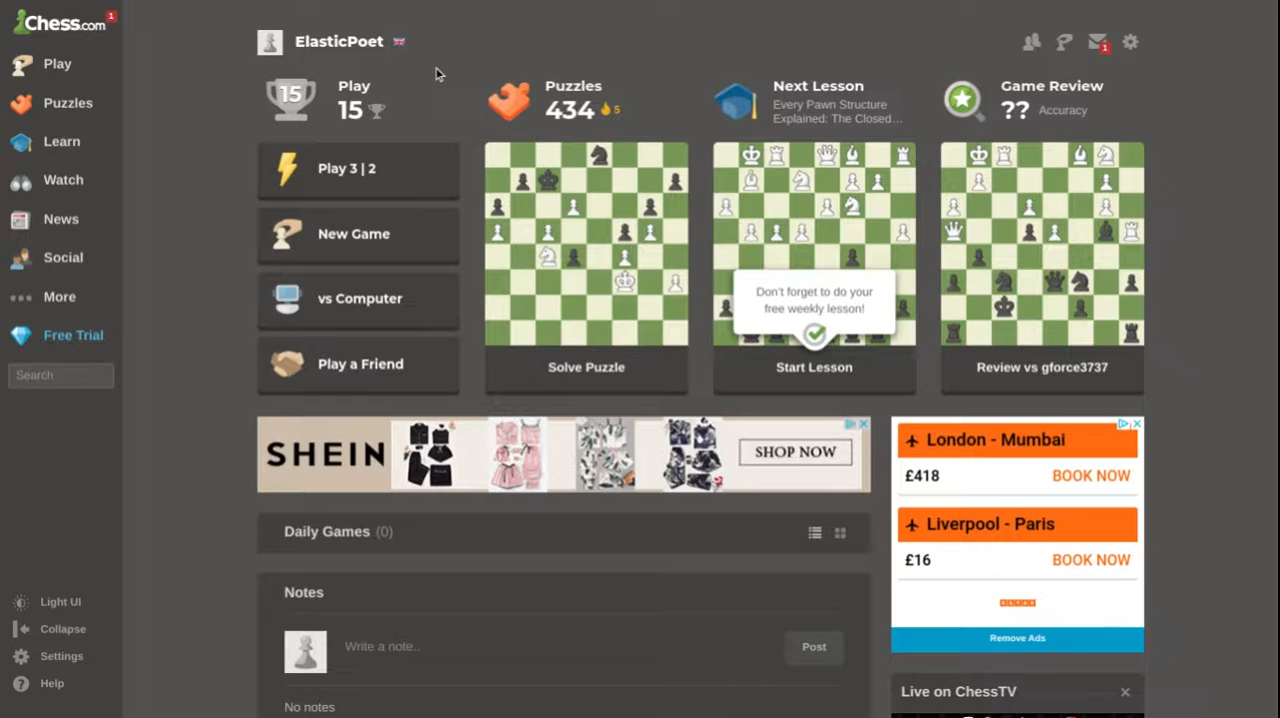 Chess.com
1
Play
Puzzles
Learn
Watch
News
Social
More
Free Trial
Search
Light UI
Collapse
Settings
Help
ElasticPoet
1
15
Play
15
Puzzles
434 5
Next Lesson
Every Pawn Structure
Explained: The Closed...
Game Review
?? Accuracy
Play 3 | 2
New Game
vs Computer
Play a Friend
Solve Puzzle
Don't forget to do your
free weekly lesson!
Start Lesson
Review vs gforce3737
SHEIN
SHOP NOW
London - Mumbai
£418 BOOK NOW
Liverpool - Paris
£16 BOOK NOW
Remove Ads
Daily Games (0)
Notes
Write a note..
Post
No notes
Live on ChessTV